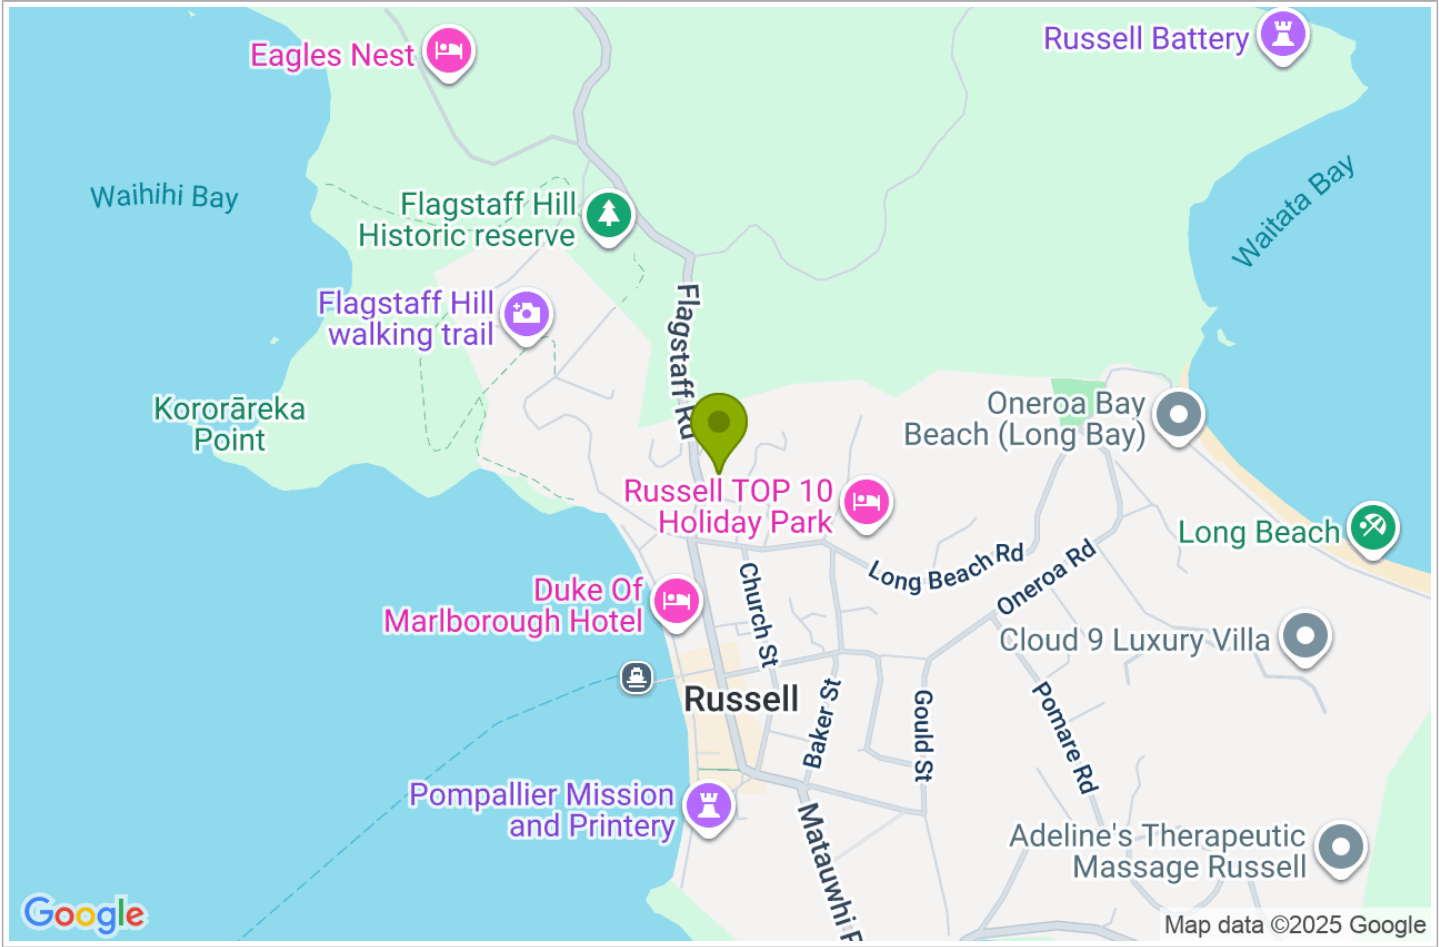 Eagles Nest
Russell Battery
Waihihi Bay
Waitata Bay
Flagstaff Hill
Historic reserve
Flagstaff Hill
walking trail
Flagstaff Rd
Kororāreka
Point
Oneroa Bay
Beach (Long Bay)
Russell TOP 10
Holiday Park
Long Beach
Long Beach Rd
Oneroa Rd
Duke Of
Marlborough Hotel
Church St
Cloud 9 Luxury Villa
Russell
Baker St
Gould St
Pomare Rd
Pompallier Mission
and Printery
Matauwhi R
Adeline's Therapeutic
Massage Russell
Google
Map data ©2025 Google